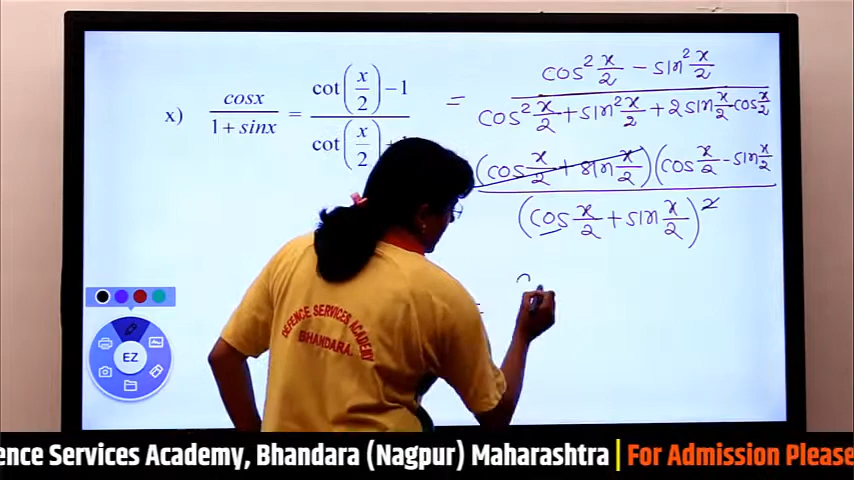 x) cosx / 1 + sinx = cot(x/2) − 1 / cot(x/2) +
= cos² x/2 − sin² x/2 / cos² x/2 + sin² x/2 + 2 sin x/2 cos x/2
(cos x/2 + sin x/2)(cos x/2 − sin x/2 / (cos x/2 + sin x/2)²
=
EZ
DEFENCE SERVICES ACADEMY
BHANDARA.
ence Services Academy, Bhandara (Nagpur) Maharashtra | For Admission Please